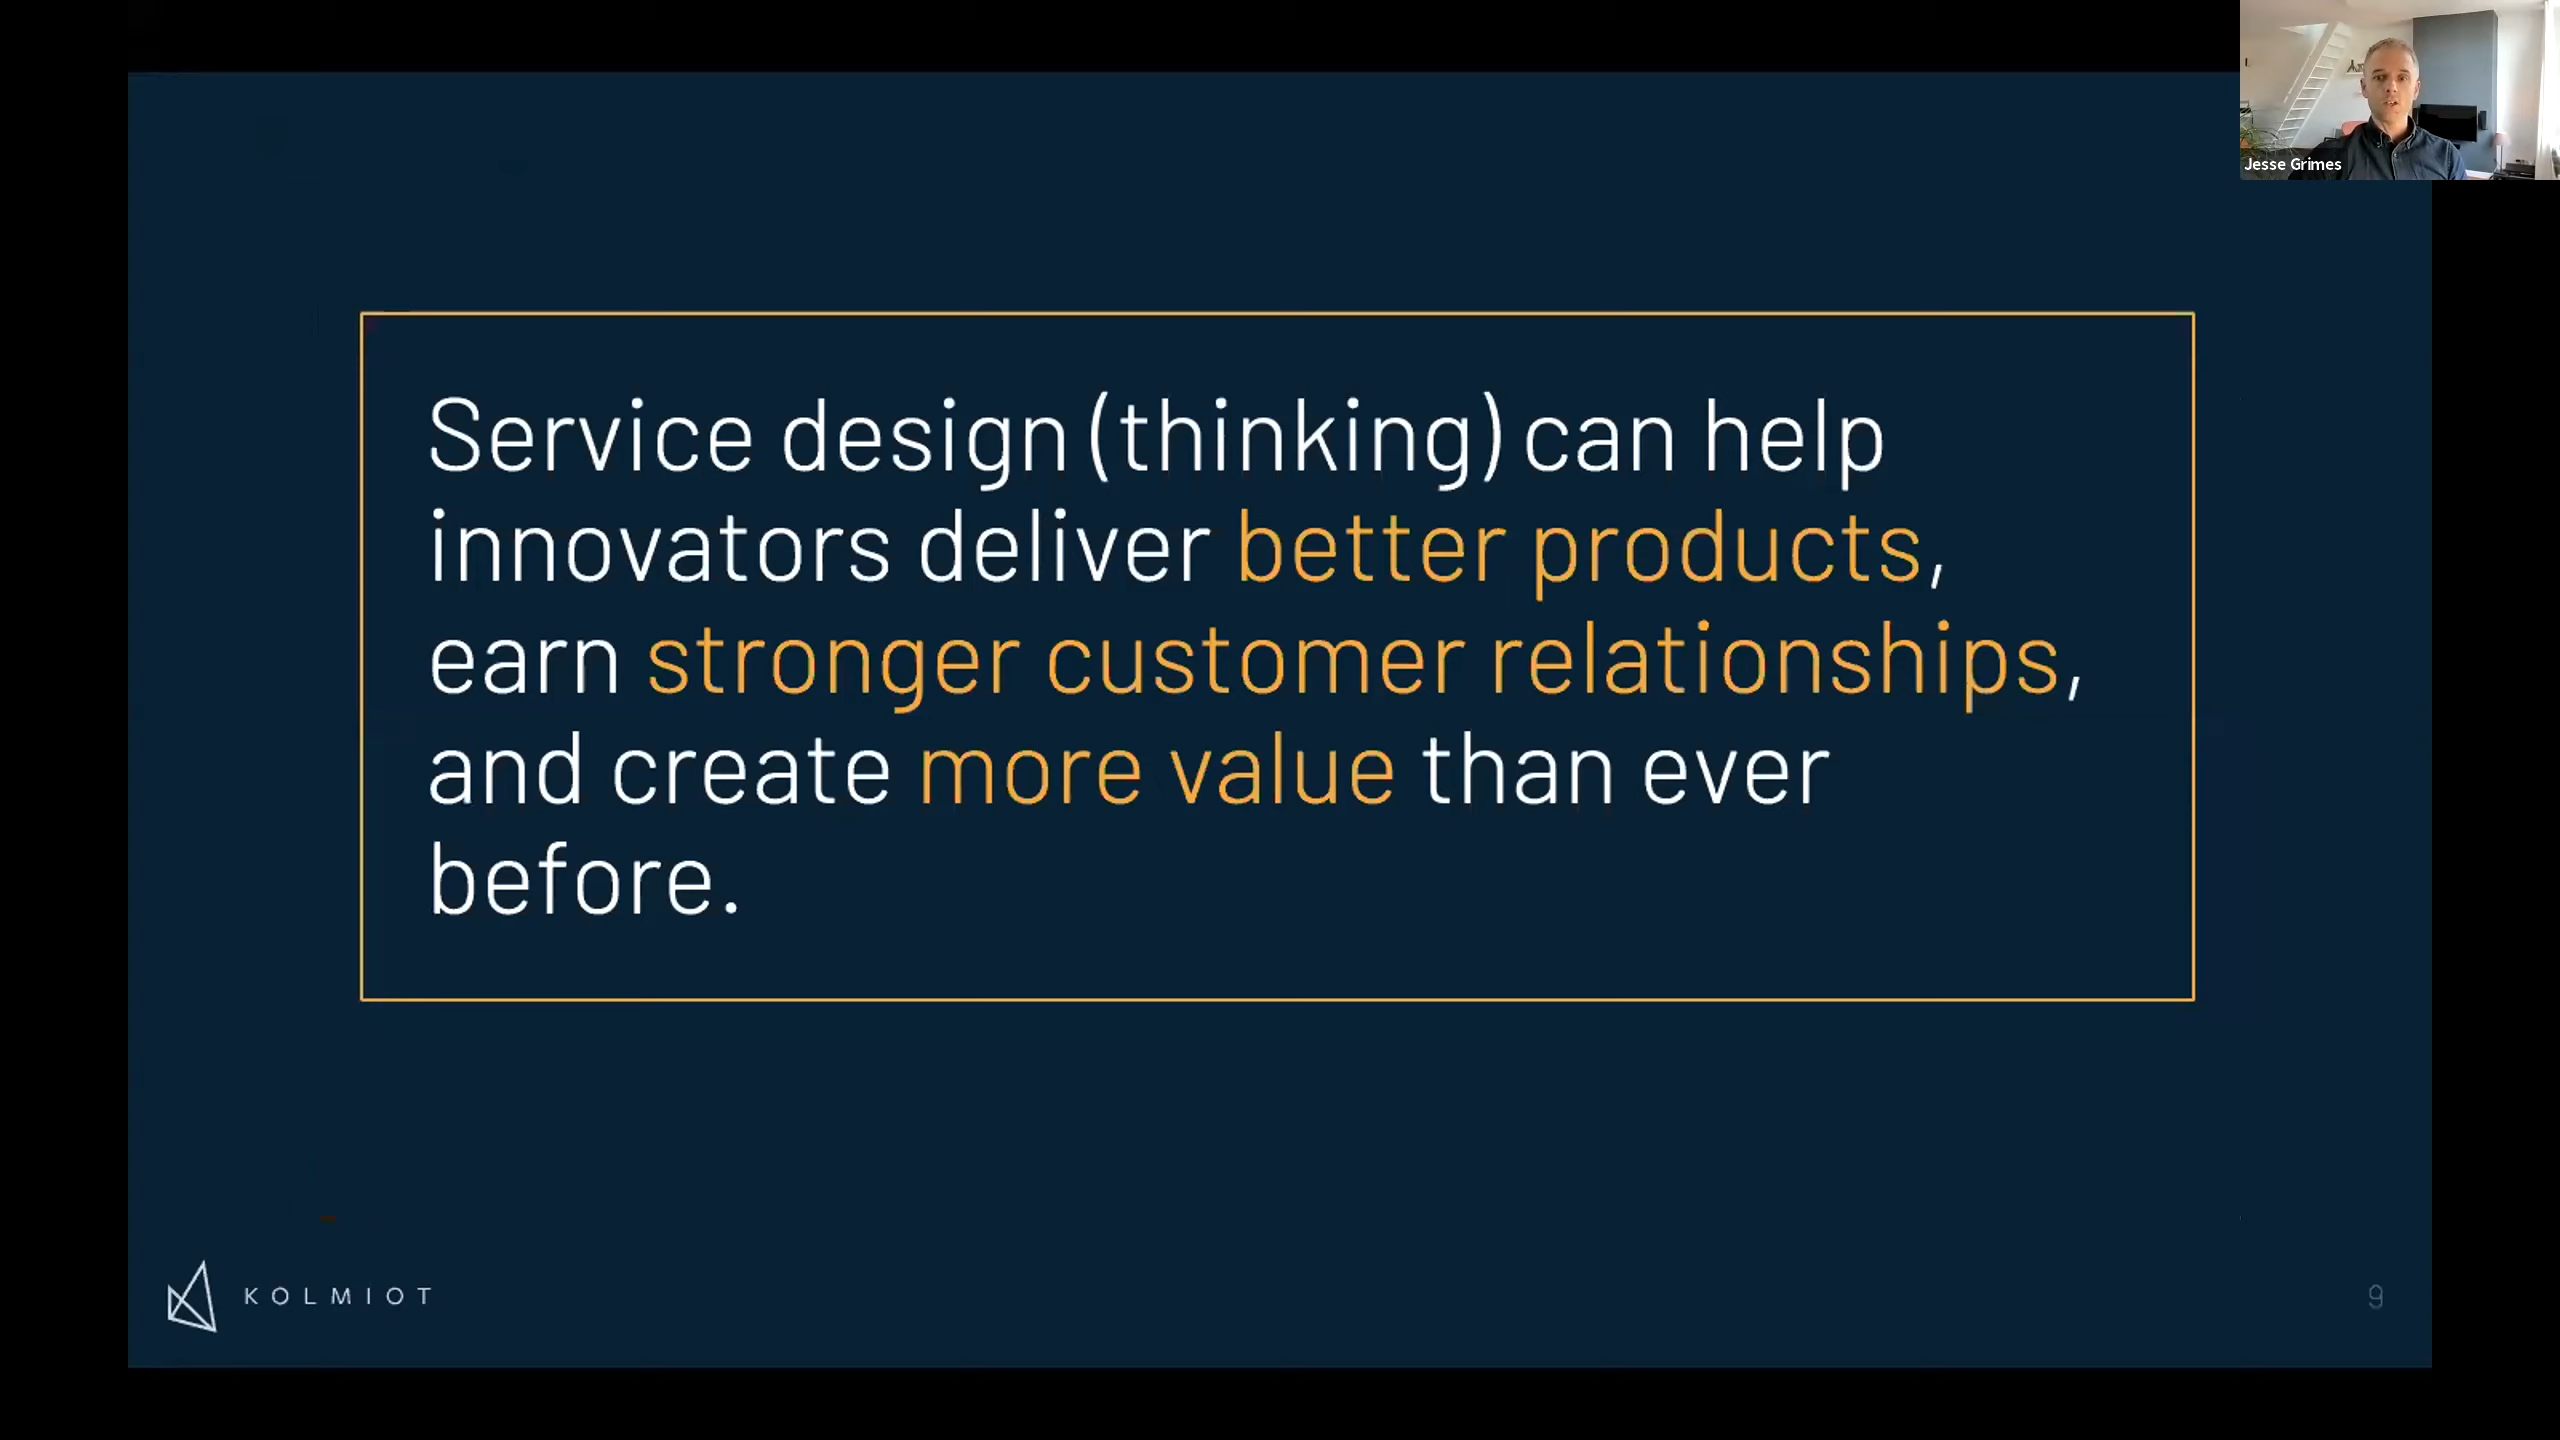 Jesse Grimes
Service design (thinking) can help
innovators deliver better products,
earn stronger customer relationships,
and create more value than ever
before.
KOLMIOT
9